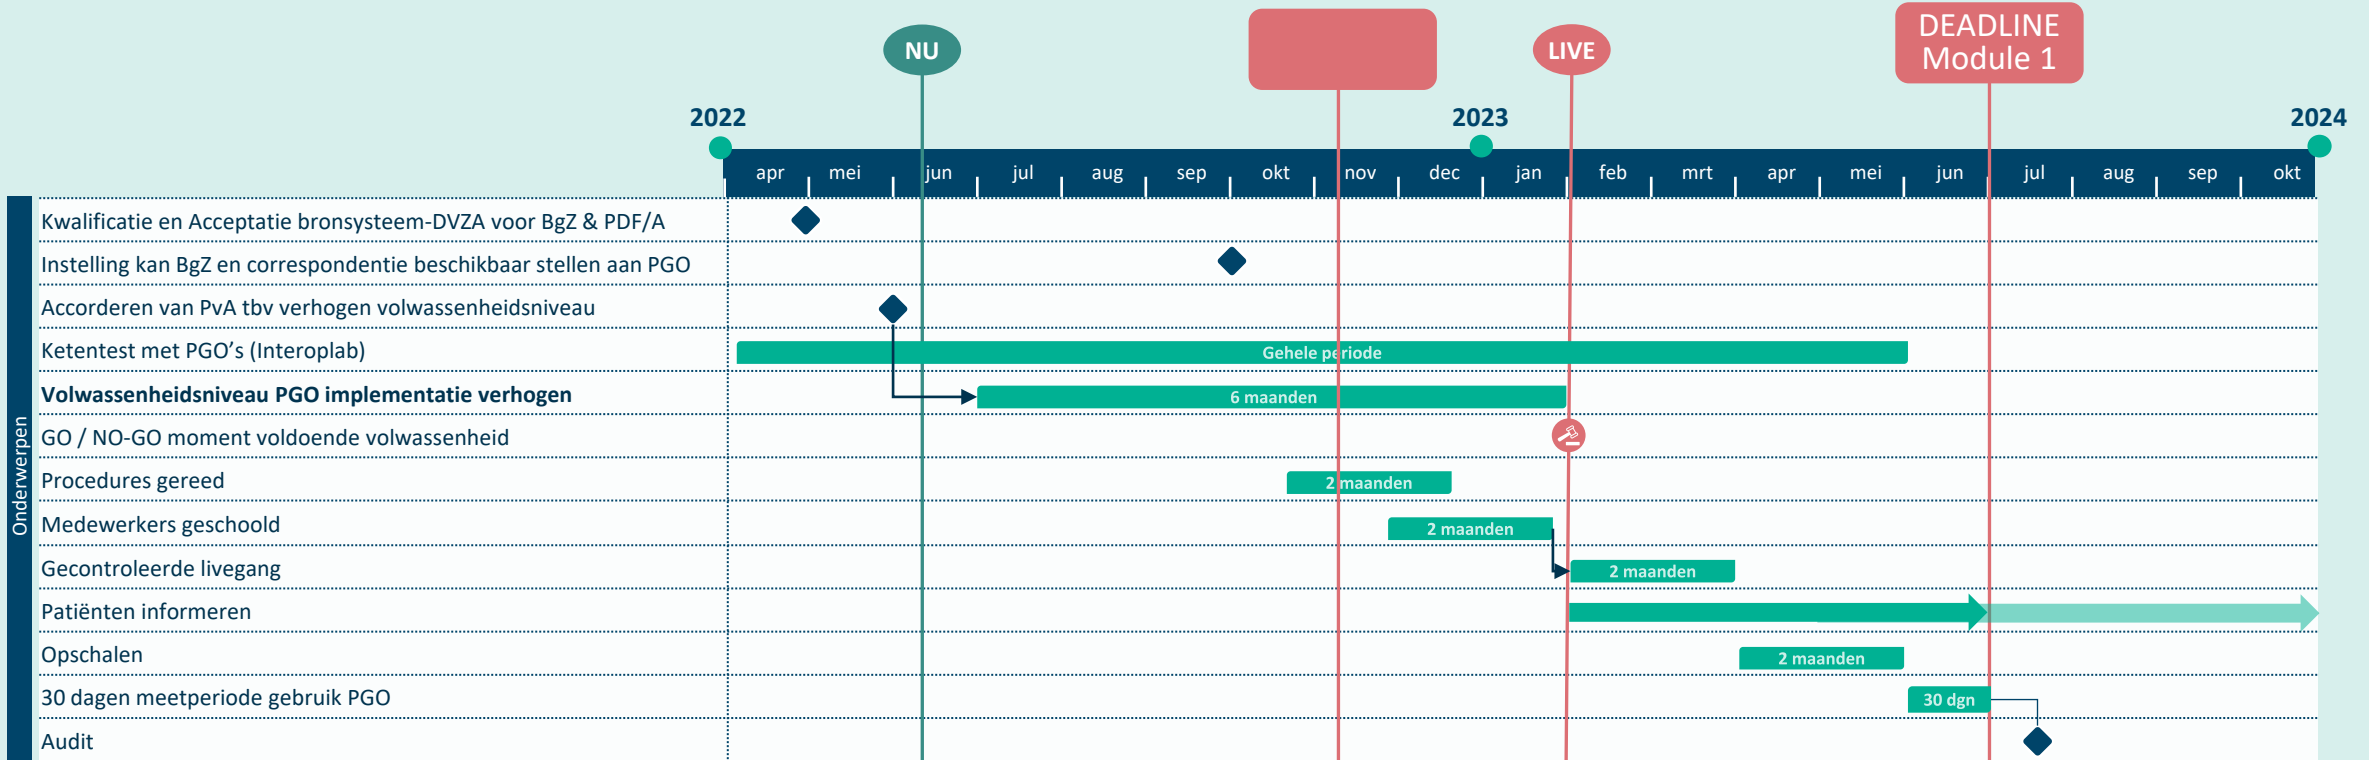 NU
LIVE
DEADLINE
Module 1
2022
2023
2024
apr mei jun jul aug sep okt nov dec jan feb mrt apr mei jun jul aug sep okt
Onderwerpen
Kwalificatie en Acceptatie bronsysteem-DVZA voor BgZ & PDF/A
Instelling kan BgZ en correspondentie beschikbaar stellen aan PGO
Accorderen van PvA tbv verhogen volwassenheidsniveau
Ketentest met PGO’s (Interoplab)
Gehele periode
Volwassenheidsniveau PGO implementatie verhogen
6 maanden
GO / NO-GO moment voldoende volwassenheid
Procedures gereed
2 maanden
Medewerkers geschoold
2 maanden
Gecontroleerde livegang
2 maanden
Patiënten informeren
Opschalen
2 maanden
30 dagen meetperiode gebruik PGO
30 dgn
Audit